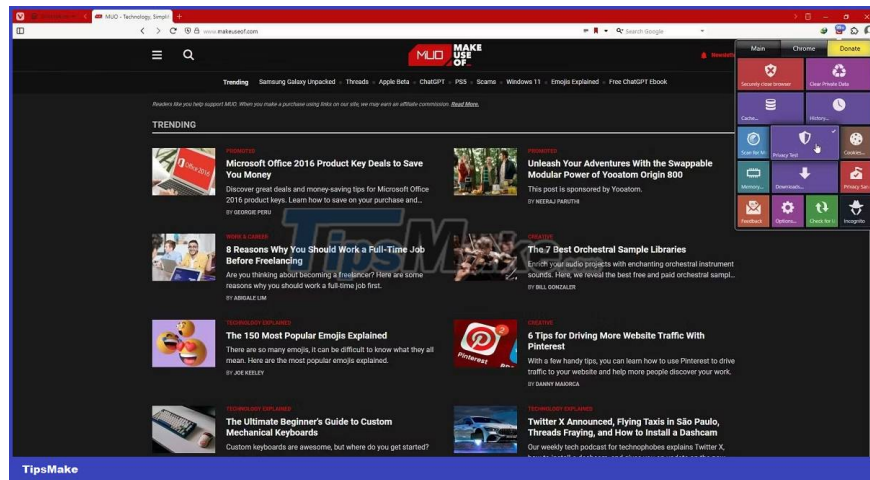 MUO - Technology, Simpli
www.makeuseof.com
Search Google
MUO MAKE USE OF_
Trending Samsung Galaxy Unpacked Threads Apple Beta ChatGPT PS5 Scams Windows 11 Emojis Explained Free ChatGPT Ebook
Readers like you help support MUO. When you make a purchase using links on our site, we may earn an affiliate commission. Read More.
TRENDING
PROMOTED
Microsoft Office 2016 Product Key Deals to Save
You Money
Discover great deals and money-saving tips for Microsoft Office
2016 product keys. Learn how to save on your purchase and...
BY GEORGIE PERU
WORK & CAREER
8 Reasons Why You Should Work a Full-Time Job
Before Freelancing
Are you thinking about becoming a freelancer? Here are some
reasons why you should work a full-time job first.
BY ABIGALE LIM
TECHNOLOGY EXPLAINED
The 150 Most Popular Emojis Explained
There are so many emojis, it can be difficult to know what they all
mean. Here are the most popular emojis explained.
BY JOE KEELEY
TECHNOLOGY EXPLAINED
The Ultimate Beginner's Guide to Custom
Mechanical Keyboards
Custom keyboards are awesome, but where do you get started?
PROMOTED
Unleash Your Adventures With the Swappable
Modular Power of Yooatom Origin 800
This post is sponsored by Yooatom.
BY NEERAJ PARUTHI
CREATIVE
The 7 Best Orchestral Sample Libraries
Enrich your audio projects with enchanting orchestral instrument
sounds. Here, we reveal the best free and paid orchestral sampl...
BY BILL GONZALER
CREATIVE
6 Tips for Driving More Website Traffic With
Pinterest
With a few handy tips, you can learn how to use Pinterest to drive
traffic to your website and help more people discover your work.
BY DANNY MAIORCA
TECHNOLOGY EXPLAINED
Twitter X Announced, Flying Taxis in São Paulo,
Threads Fraying, and How to Install a Dashcam
Our weekly tech podcast for technophobes explains Twitter X,
Office 2016
Pinterest
Main Chrome Donate
Securely close browser Clear Private Data
Cache... History...
Scan for M Privacy Test Cookies...
Memory... Downloads... Privacy San
Feedback Options... Check for U Incognito
TipsMake.com
TipsMake